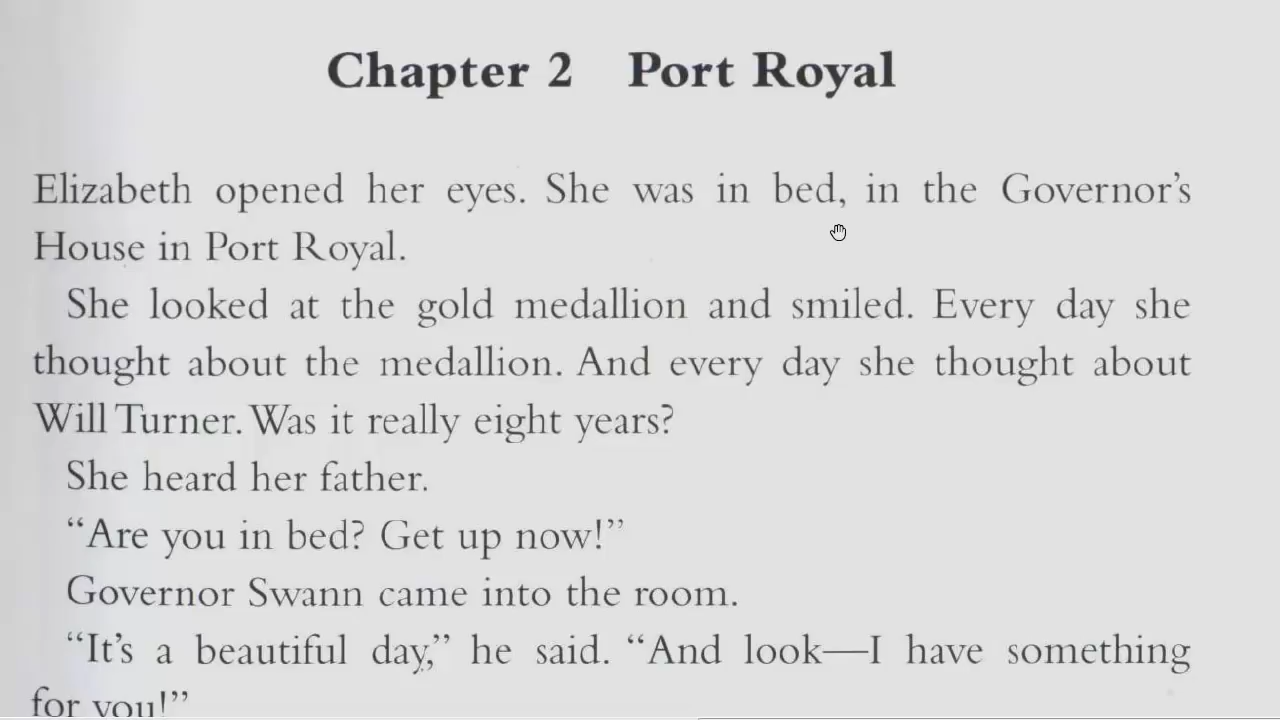 Chapter 2 Port Royal
Elizabeth opened her eyes. She was in bed, in the Governor’s
House in Port Royal.
She looked at the gold medallion and smiled. Every day she
thought about the medallion. And every day she thought about
Will Turner. Was it really eight years?
She heard her father.
“Are you in bed? Get up now!”
Governor Swann came into the room.
“It’s a beautiful day,” he said. “And look—I have something
for you!”